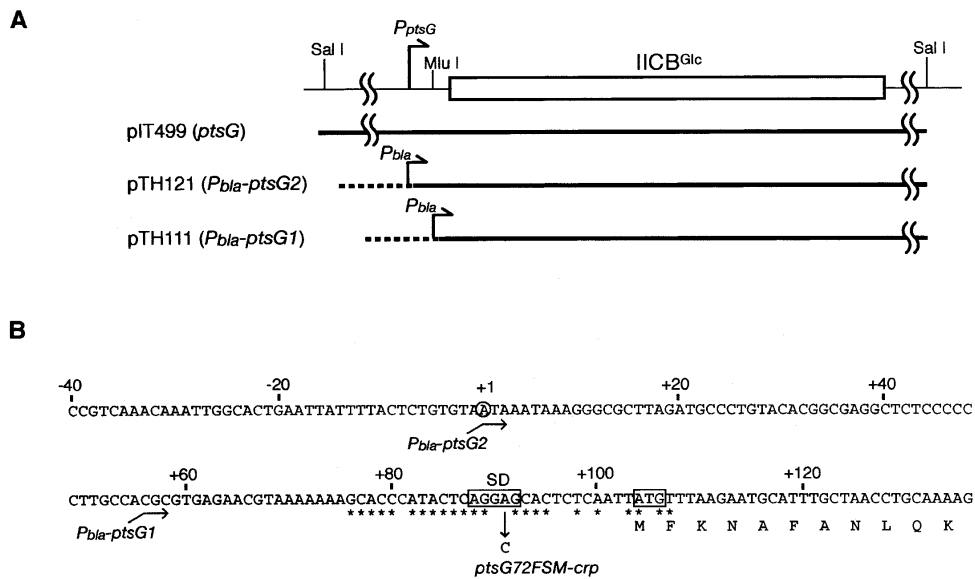 A
PptsG
Sal I
Mlu I
IICBGlc
Sal I
pIT499 (ptsG)
Pbla
pTH121 (Pbla-ptsG2)
Pbla
pTH111 (Pbla-ptsG1)
B
-40 -20 +1 +20 +40
CCGTCAAACAAATTGGCACTGAATTATTTTACTCTGTGTAATAAATAAAGGGCGCTTAGATGCCCTGTACACGGCGAGGCTCTCCCCC
Pbla-ptsG2
+60 +80 SD +100 +120
CTTGCCACGCGTGAGAACGTAAAAAAAGCACCCATACTCAGGAGCACTCTCAATTATGTTTAAGAATGCATTTGCTAACCTGCAAAAG
Pbla-ptsG1
***** ******** **** * * ** **
M F K N A F A N L Q K
C
ptsG72FSM-crp